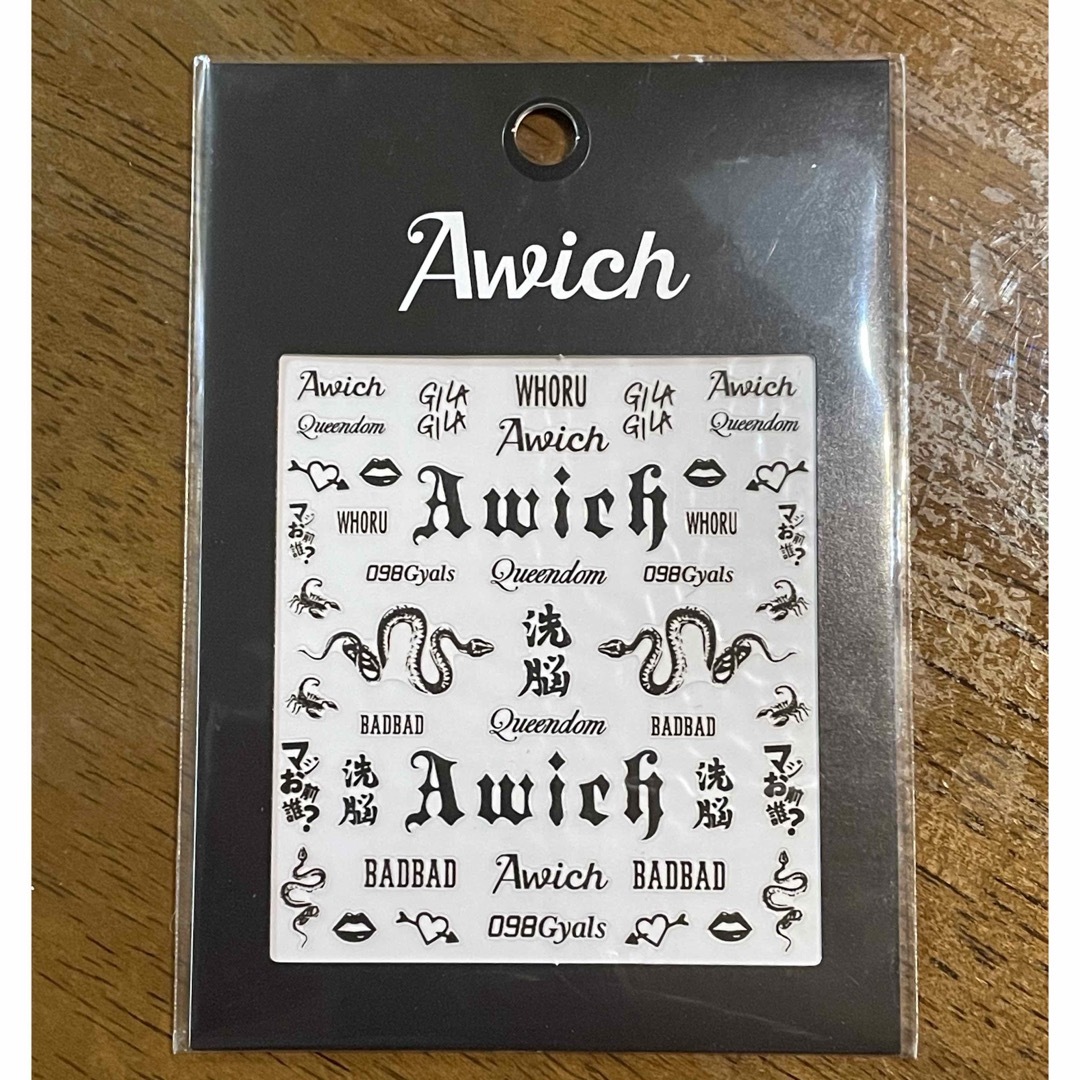 Awich
Awich GILA GILA WHORU GILA GILA Awich
Queendom Awich Queendom
Awich
マジお前誰? WHORU WHORU マジお前誰?
098Gyals Queendom 098Gyals
洗脳
BADBAD Queendom BADBAD
マジお前誰? 洗脳 Awich 洗脳 マジお前誰?
BADBAD Awich BADBAD
098Gyals